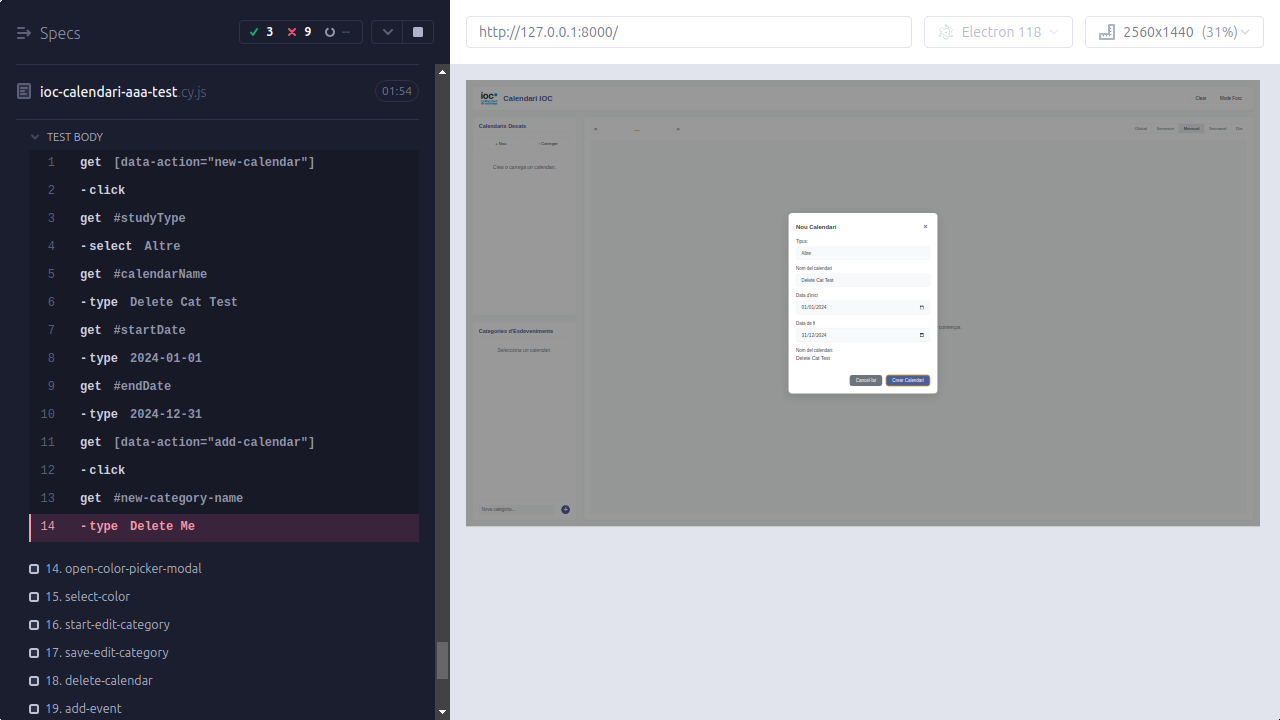 Specs
3
9
--
ioc-calendari-aaa-test.cy.js
01:54
TEST BODY
1 get [data-action="new-calendar"]
2 -click
3 get #studyType
4 -select Altre
5 get #calendarName
6 -type Delete Cat Test
7 get #startDate
8 -type 2024-01-01
9 get #endDate
10 -type 2024-12-31
11 get [data-action="add-calendar"]
12 -click
13 get #new-category-name
14 -type Delete Me
14. open-color-picker-modal
15. select-color
16. start-edit-category
17. save-edit-category
18. delete-calendar
19. add-event
http://127.0.0.1:8000/
Electron 118
2560x1440 (31%)
ioc
Calendari IOC
Clear
Mode Fosc
Calendaris Desats
+ Nou
Carregar
Crea o carrega un calendari.
Global
Semestral
Mensual
Setmanal
Dia
Categories d'Esdeveniments
Selecciona un calendari.
Nova categoria...
+
Nou Calendari
×
Tipus:
Altre
Nom del calendari
Delete Cat Test
Data d'inici
01/01/2024
Data de fi
31/12/2024
Nom del calendari:
Delete Cat Test
Cancel·lar
Crear Calendari
començar.